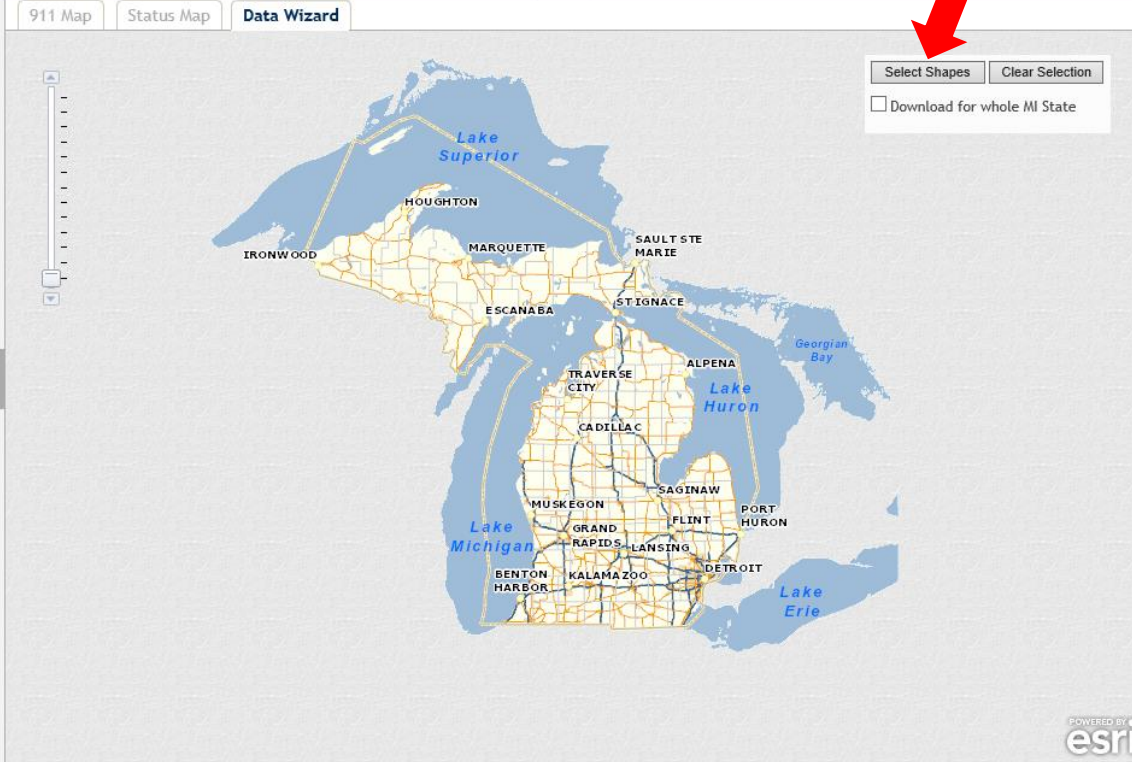 911 Map
Status Map
Data Wizard
Select Shapes
Clear Selection
Download for whole MI State
Lake
Superior
HOUGHTON
IRONWOOD
MARQUETTE
SAULT STE
MARIE
ESCANABA
ST IGNACE
Georgian
Bay
ALPENA
TRAVERSE
CITY
Lake
Huron
CADILLAC
SAGINAW
MUSKEGON
PORT
HURON
FLINT
GRAND
RAPIDS
Lake
Michigan
LANSING
DETROIT
BENTON
HARBOR
KALAMAZOO
Lake
Erie
POWERED BY
esri